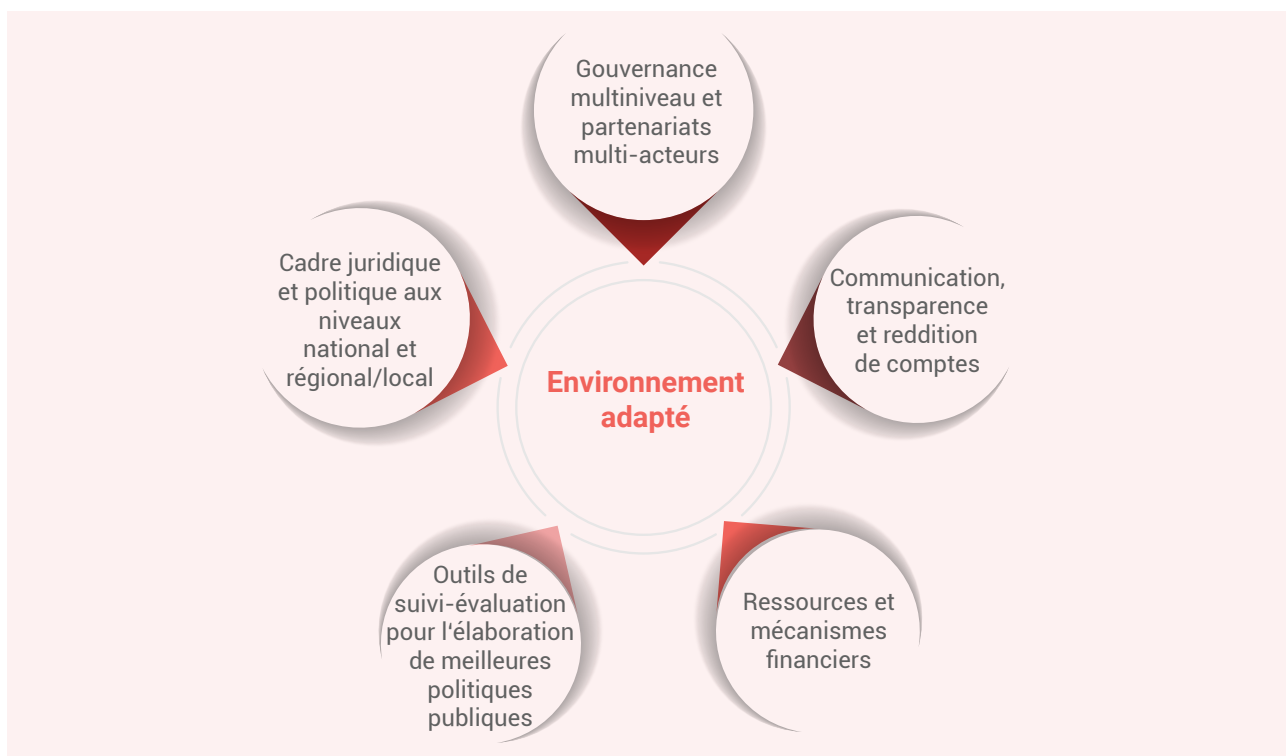 Gouvernance
multiniveau et
partenariats
multi-acteurs
Cadre juridique
et politique aux
niveaux
national et
régional/local
Communication,
transparence
et reddition
de comptes
Environnement
adapté
Outils de
suivi-évaluation
pour l‘élaboration
de meilleures
politiques
publiques
Ressources et
mécanismes
financiers